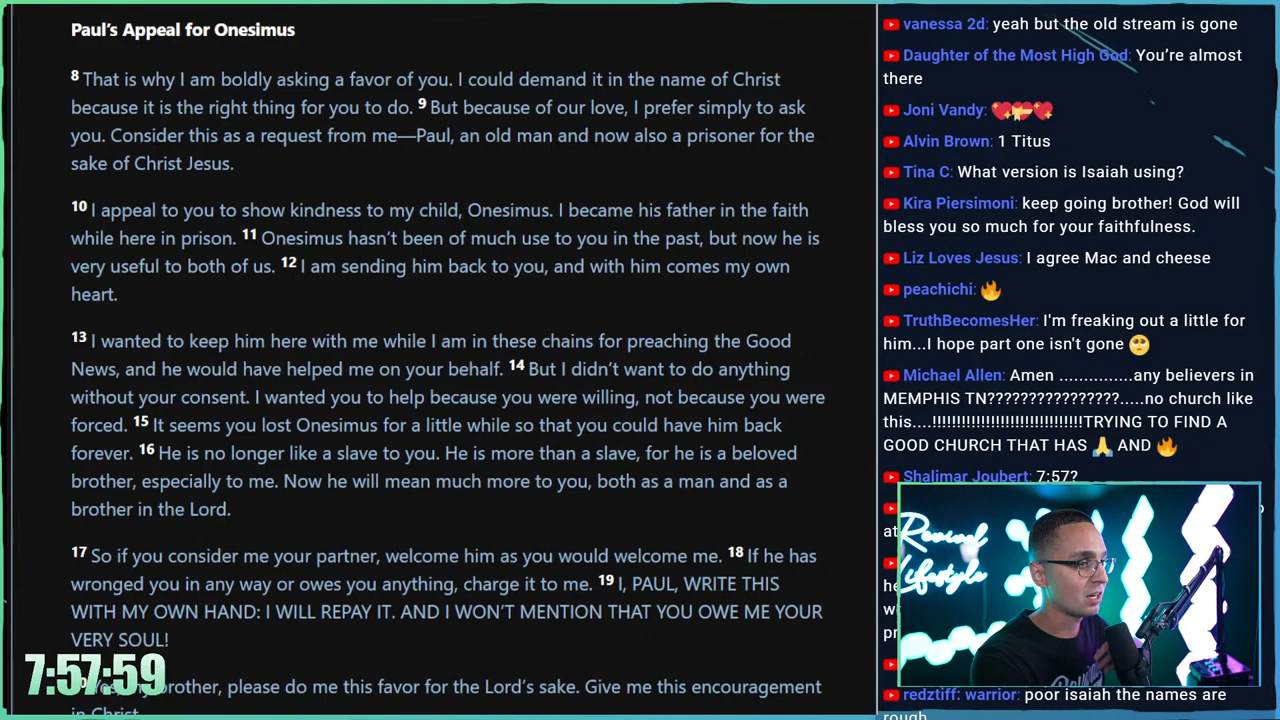 Paul’s Appeal for Onesimus
8 That is why I am boldly asking a favor of you. I could demand it in the name of Christ
because it is the right thing for you to do. 9 But because of our love, I prefer simply to ask
you. Consider this as a request from me—Paul, an old man and now also a prisoner for the
sake of Christ Jesus.
10 I appeal to you to show kindness to my child, Onesimus. I became his father in the faith
while here in prison. 11 Onesimus hasn’t been of much use to you in the past, but now he is
very useful to both of us. 12 I am sending him back to you, and with him comes my own
heart.
13 I wanted to keep him here with me while I am in these chains for preaching the Good
News, and he would have helped me on your behalf. 14 But I didn’t want to do anything
without your consent. I wanted you to help because you were willing, not because you were
forced. 15 It seems you lost Onesimus for a little while so that you could have him back
forever. 16 He is no longer like a slave to you. He is more than a slave, for he is a beloved
brother, especially to me. Now he will mean much more to you, both as a man and as a
brother in the Lord.
17 So if you consider me your partner, welcome him as you would welcome me. 18 If he has
wronged you in any way or owes you anything, charge it to me. 19 I, PAUL, WRITE THIS
WITH MY OWN HAND: I WILL REPAY IT. AND I WON’T MENTION THAT YOU OWE ME YOUR
VERY SOUL!
brother, please do me this favor for the Lord’s sake. Give me this encouragement
in Christ.
7:57:59
vanessa 2d: yeah but the old stream is gone
Daughter of the Most High God: You’re almost
there
Joni Vandy: 💖💝💖
Alvin Brown: 1 Titus
Tina C: What version is Isaiah using?
Kira Piersimoni: keep going brother! God will
bless you so much for your faithfulness.
Liz Loves Jesus: I agree Mac and cheese
peachichi: 🔥
TruthBecomesHer: I'm freaking out a little for
him...I hope part one isn't gone 🥺
Michael Allen: Amen ...............any believers in
MEMPHIS TN????????????????.....no church like
this....!!!!!!!!!!!!!!!!!!!!!!!!!!!!!!!TRYING TO FIND A
GOOD CHURCH THAT HAS 🙏 AND 🔥
Shalimar Joubert: 7:57?
at
he
w
pr
Revival
Lifestyle
redztiff: warrior: poor isaiah the names are
rough